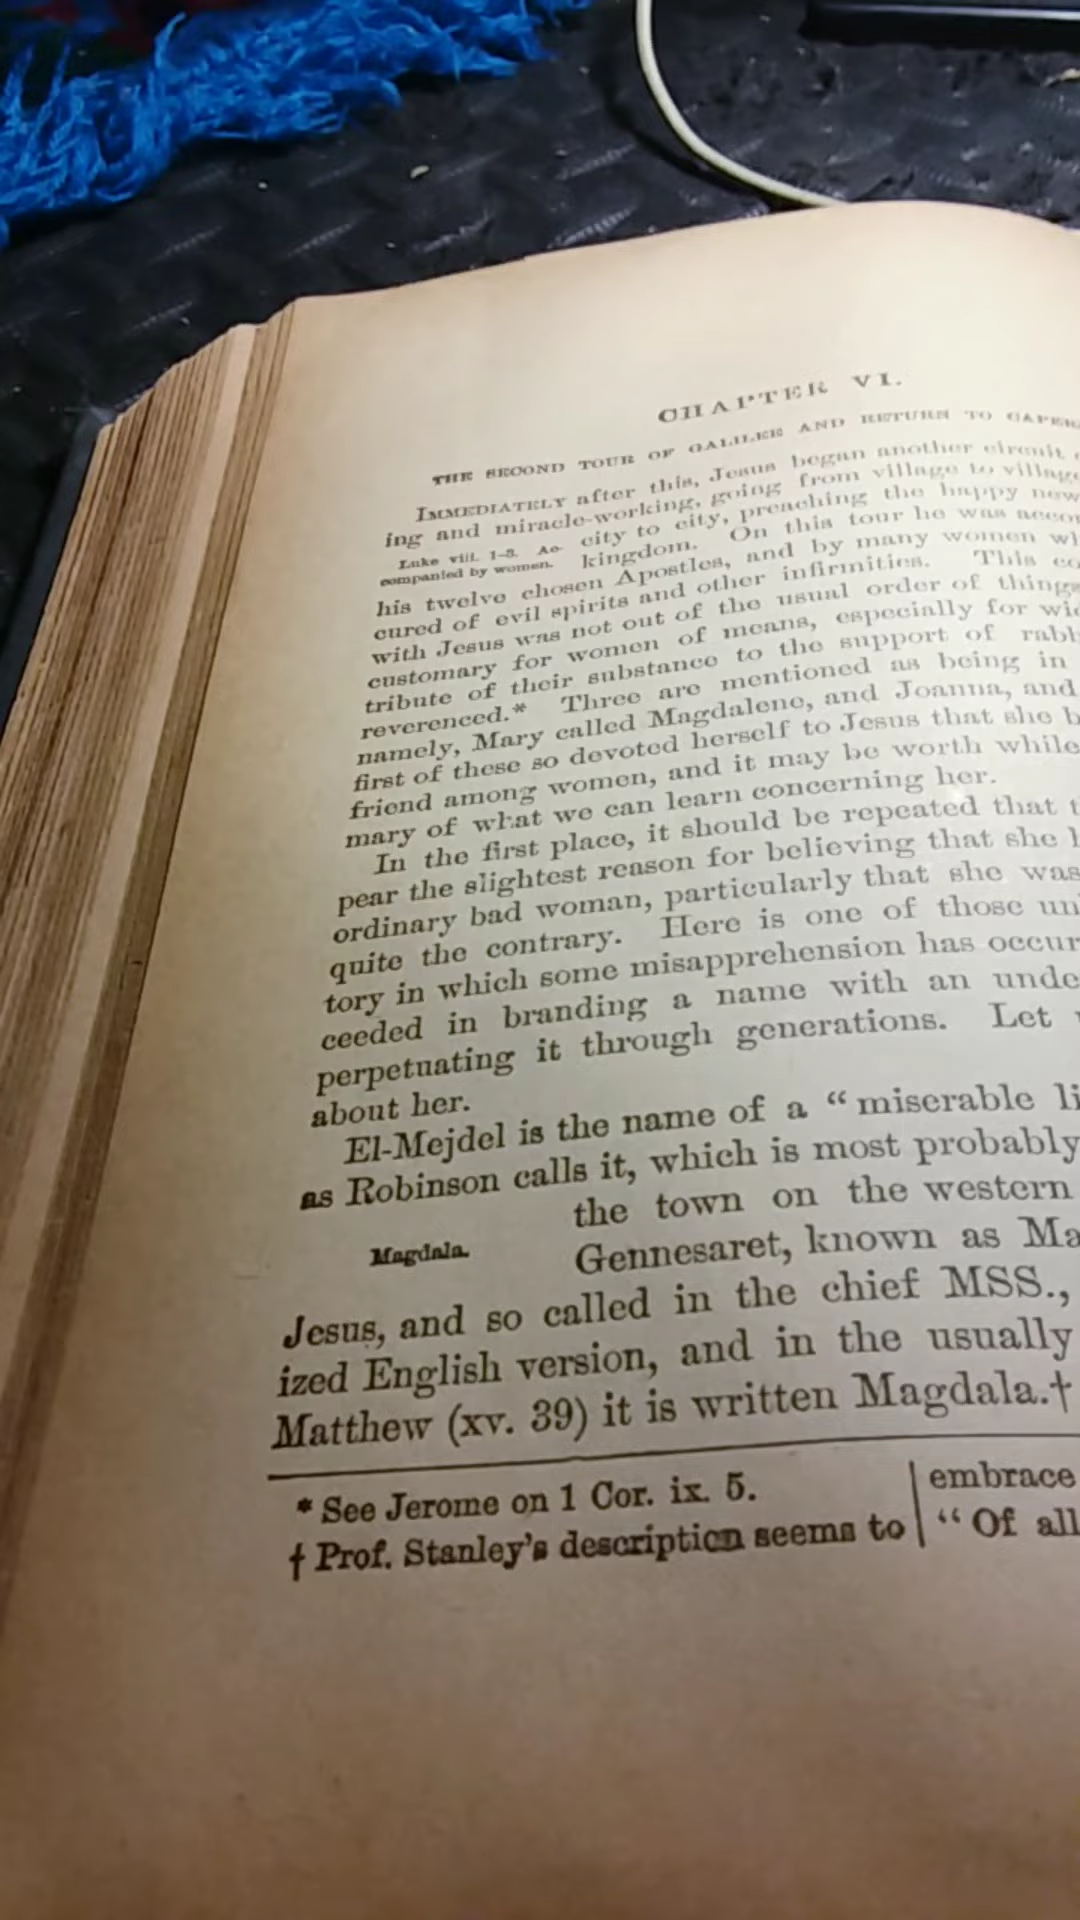 CHAPTER VI.
THE SECOND TOUR OF GALILEE AND RETURN TO
IMMEDIATELY after this, Jesus began another circuit
ing and miracle-working, going from village to village
Luke viii. 1-3. Ac- city to city, preaching the happy
companied by women. kingdom. On this tour he was
his twelve chosen Apostles, and by many women
cured of evil spirits and other infirmities. This
with Jesus was not out of the usual order of things
customary for women of means, especially for
tribute of their substance to the support of
reverenced.* Three are mentioned as being in
namely, Mary called Magdalene, and Joanna, and
first of these so devoted herself to Jesus that she b
friend among women, and it may be worth while
mary of what we can learn concerning her.
In the first place, it should be repeated that t
pear the slightest reason for believing that she
ordinary bad woman, particularly that she was
quite the contrary. Here is one of those un
tory in which some misapprehension has occur
ceeded in branding a name with an unde
perpetuating it through generations. Let
about her.
El-Mejdel is the name of a “miserable li
as Robinson calls it, which is most probably
the town on the western
Magdala. Gennesaret, known as Ma
Jesus, and so called in the chief MSS.,
ized English version, and in the usually
Matthew (xv. 39) it is written Magdala.†
* See Jerome on 1 Cor. ix. 5.
† Prof. Stanley's description seems to
embrace
“Of all